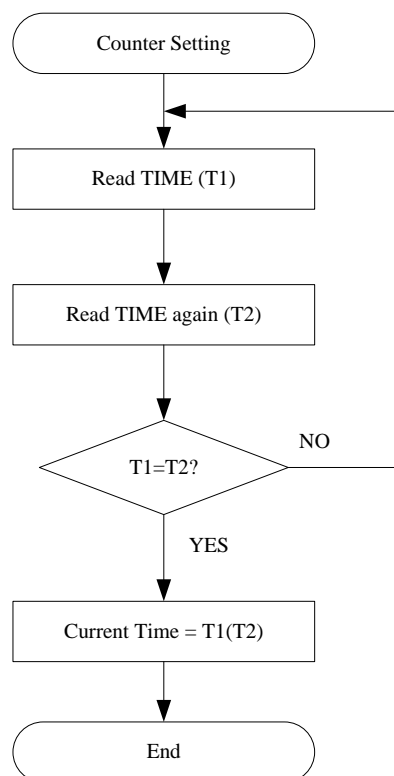 Counter Setting
Read TIME (T1)
Read TIME again (T2)
T1=T2?
NO
YES
Current Time = T1(T2)
End